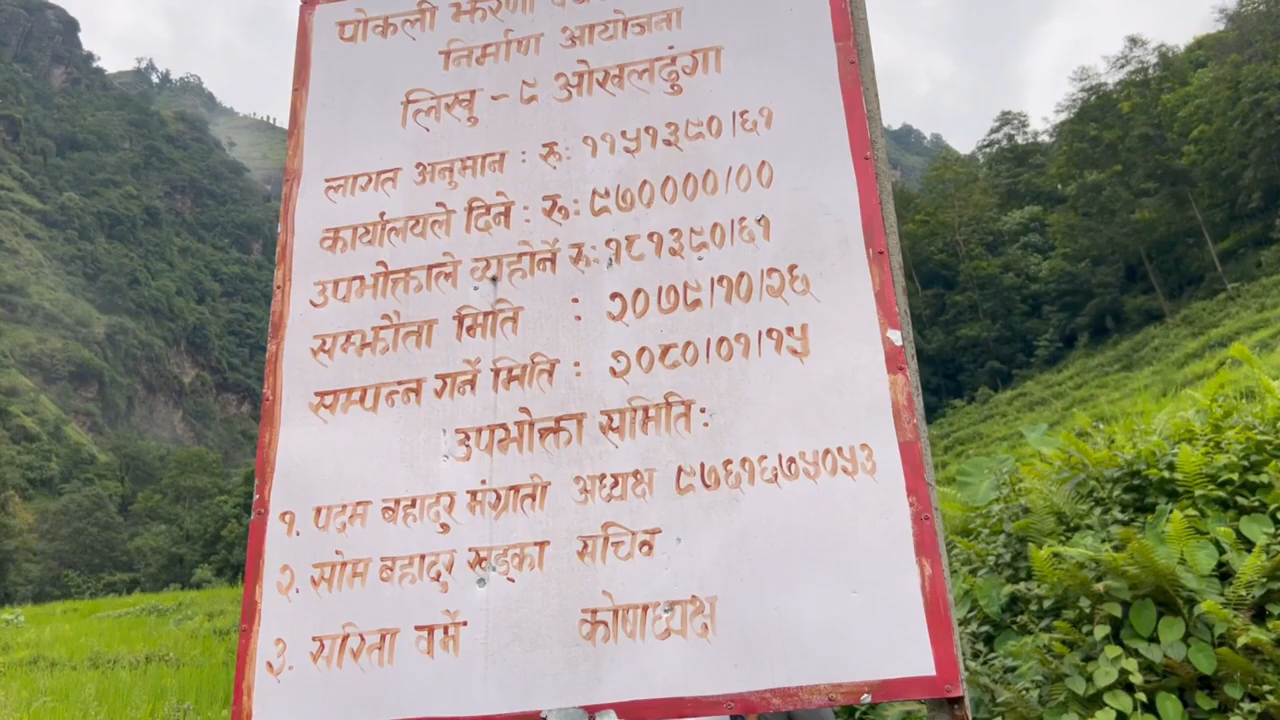 पोकली झरणा
निर्माण आयोजना
लिखु - ९ ओखलढुंगा
लागत अनुमान : रु: ११५१३९०।६१
कार्यालयले दिने : रु: ९७००००।००
उपभोक्ताले व्यहोर्ने रु: १८१३९०।६१
सम्झौता मिति : २०७९।१०।२६
सम्पन्न गर्ने मिति : २०८०।०१।१५
उपभोक्ता समिति:
१. पदम बहादुर मंग्राती अध्यक्ष ९७६१६७५०५३
२. सोम बहादुर खड्का सचिव
३. सरिता वर्मे कोषाध्यक्ष